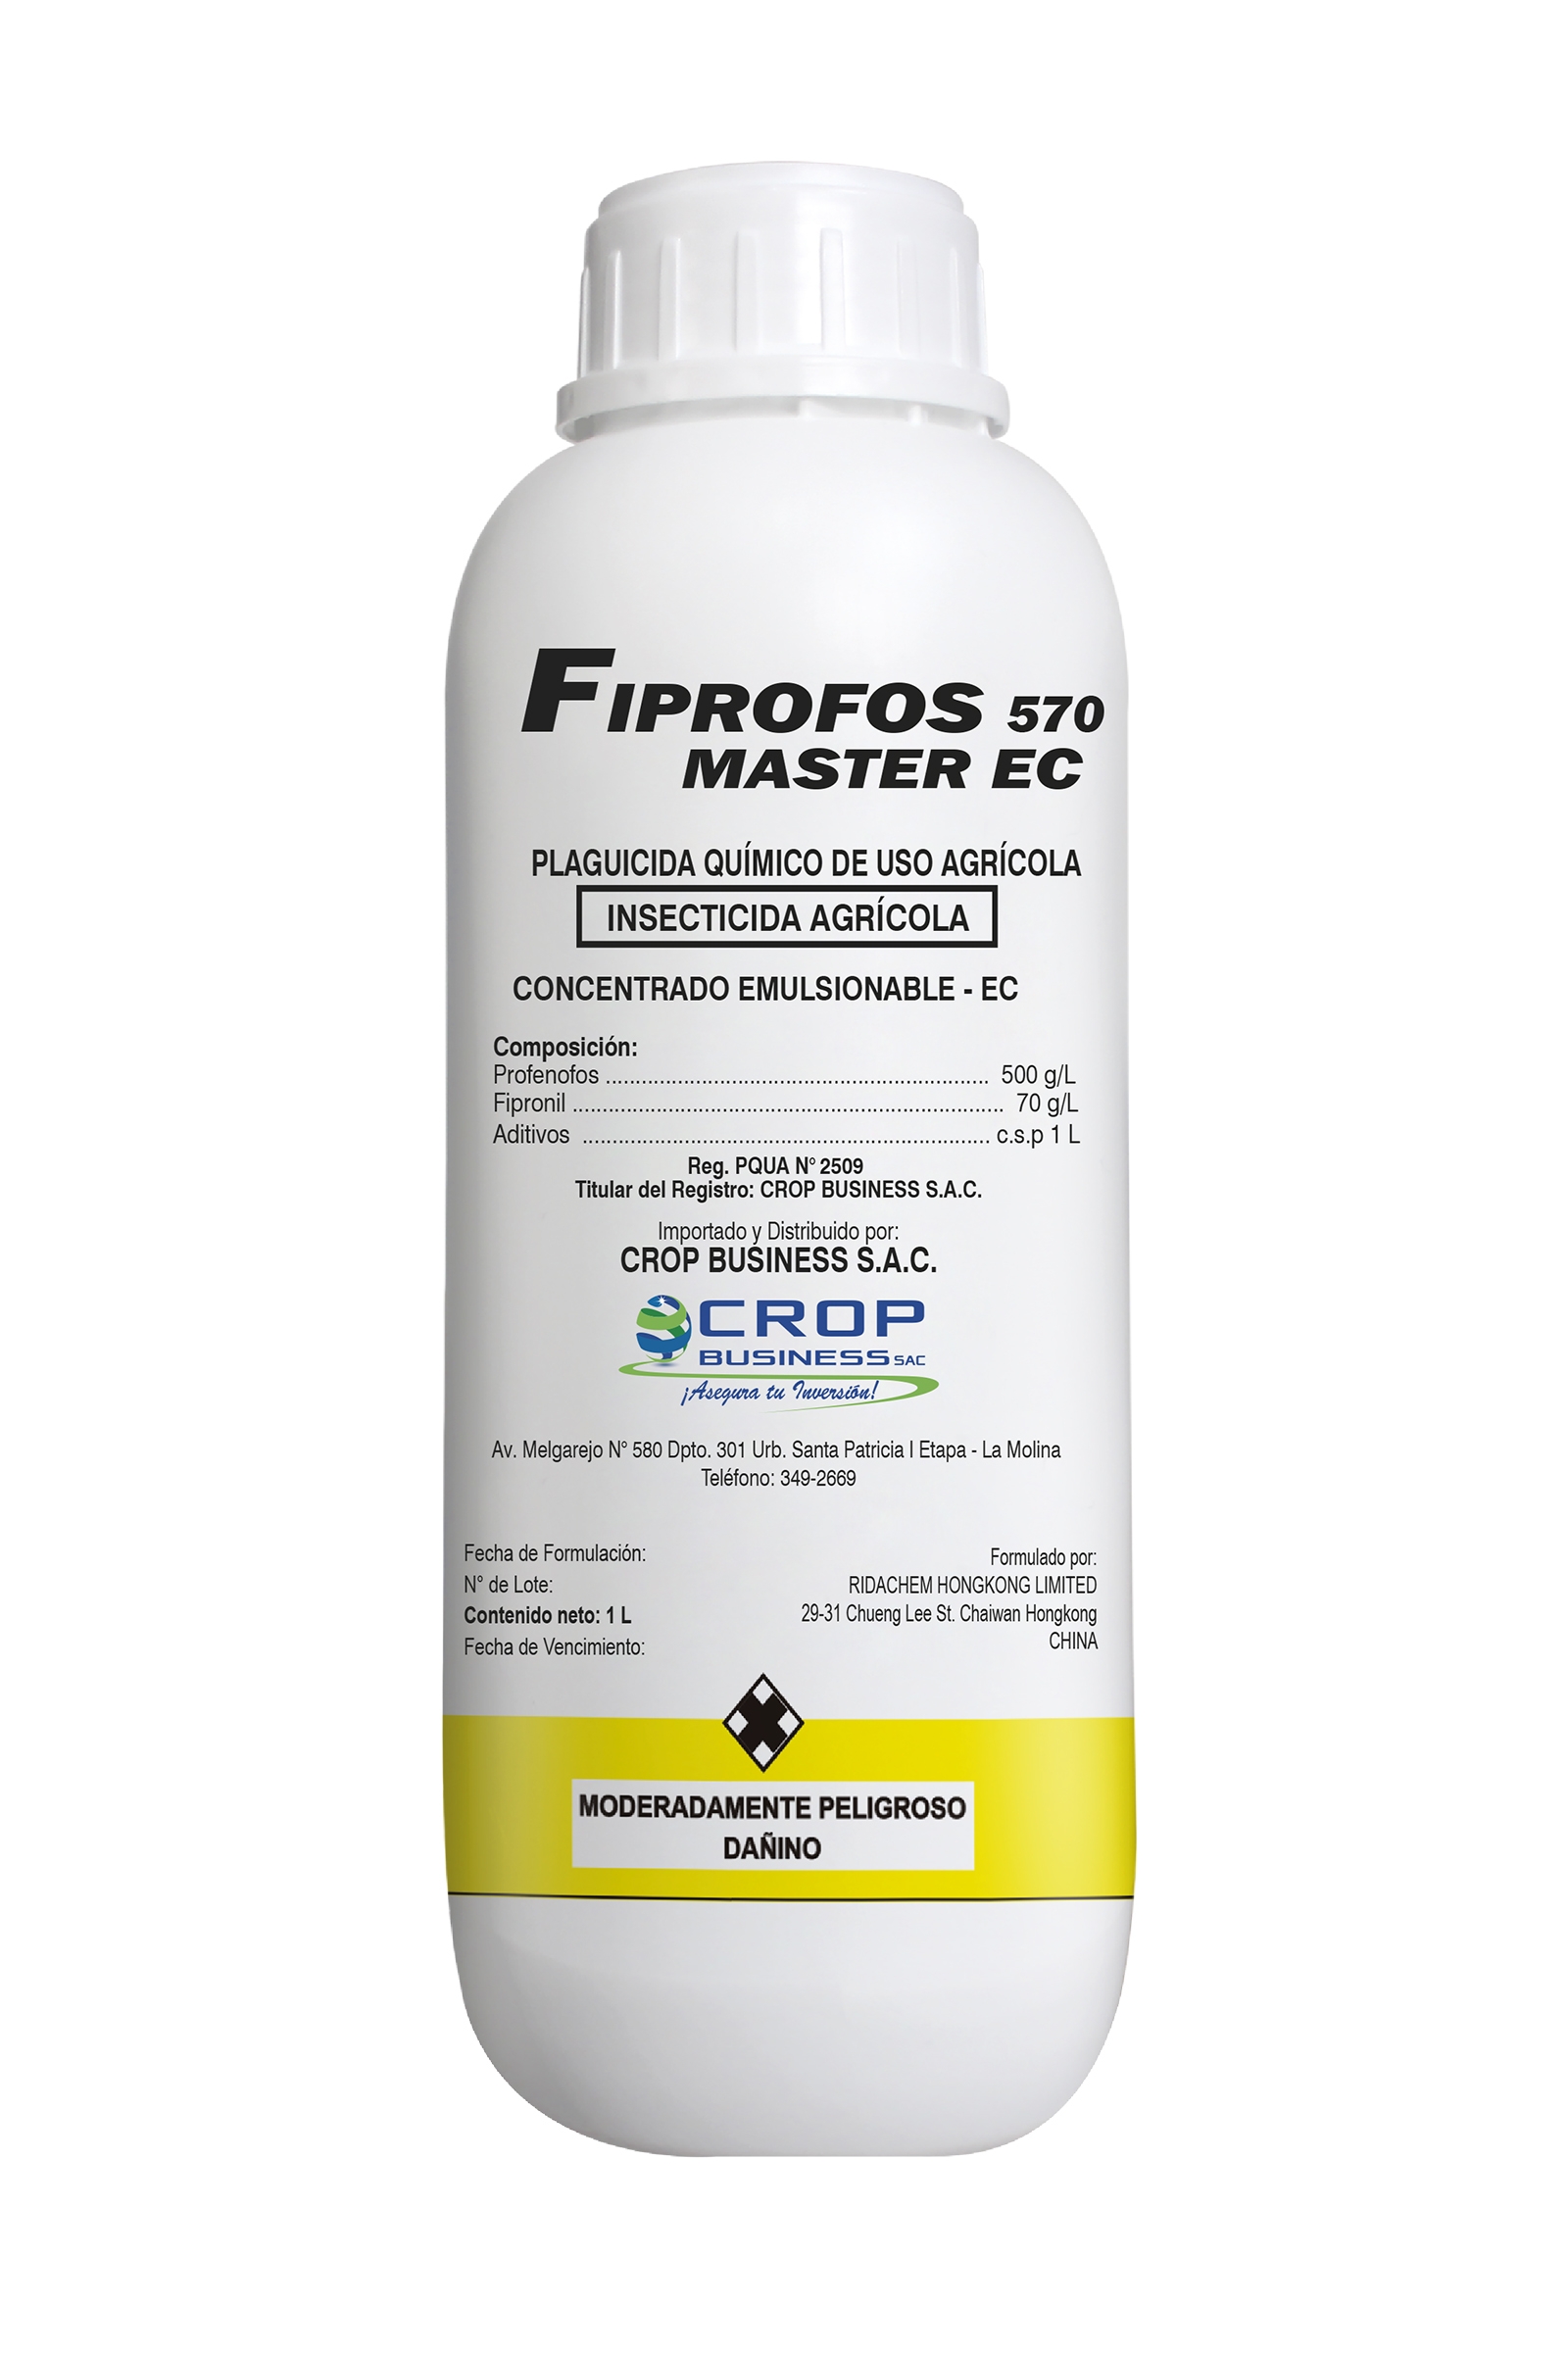 FIPROFOS 570
MASTER EC
PLAGUICIDA QUÍMICO DE USO AGRÍCOLA
INSECTICIDA AGRÍCOLA
CONCENTRADO EMULSIONABLE - EC
Composición:
Profenofos ................................................................ 500 g/L
Fipronil ........................................................................ 70 g/L
Aditivos .................................................................... c.s.p 1 L
Reg. PQUA N° 2509
Titular del Registro: CROP BUSINESS S.A.C.
Importado y Distribuido por:
CROP BUSINESS S.A.C.
CROP
BUSINESS SAC
¡Asegura tu Inversión!
Av. Melgarejo N° 580 Dpto. 301 Urb. Santa Patricia I Etapa - La Molina
Teléfono: 349-2669
Fecha de Formulación:
N° de Lote:
Contenido neto: 1 L
Fecha de Vencimiento:
Formulado por:
RIDACHEM HONGKONG LIMITED
29-31 Chueng Lee St. Chaiwan Hongkong
CHINA
MODERADAMENTE PELIGROSO
DAÑINO